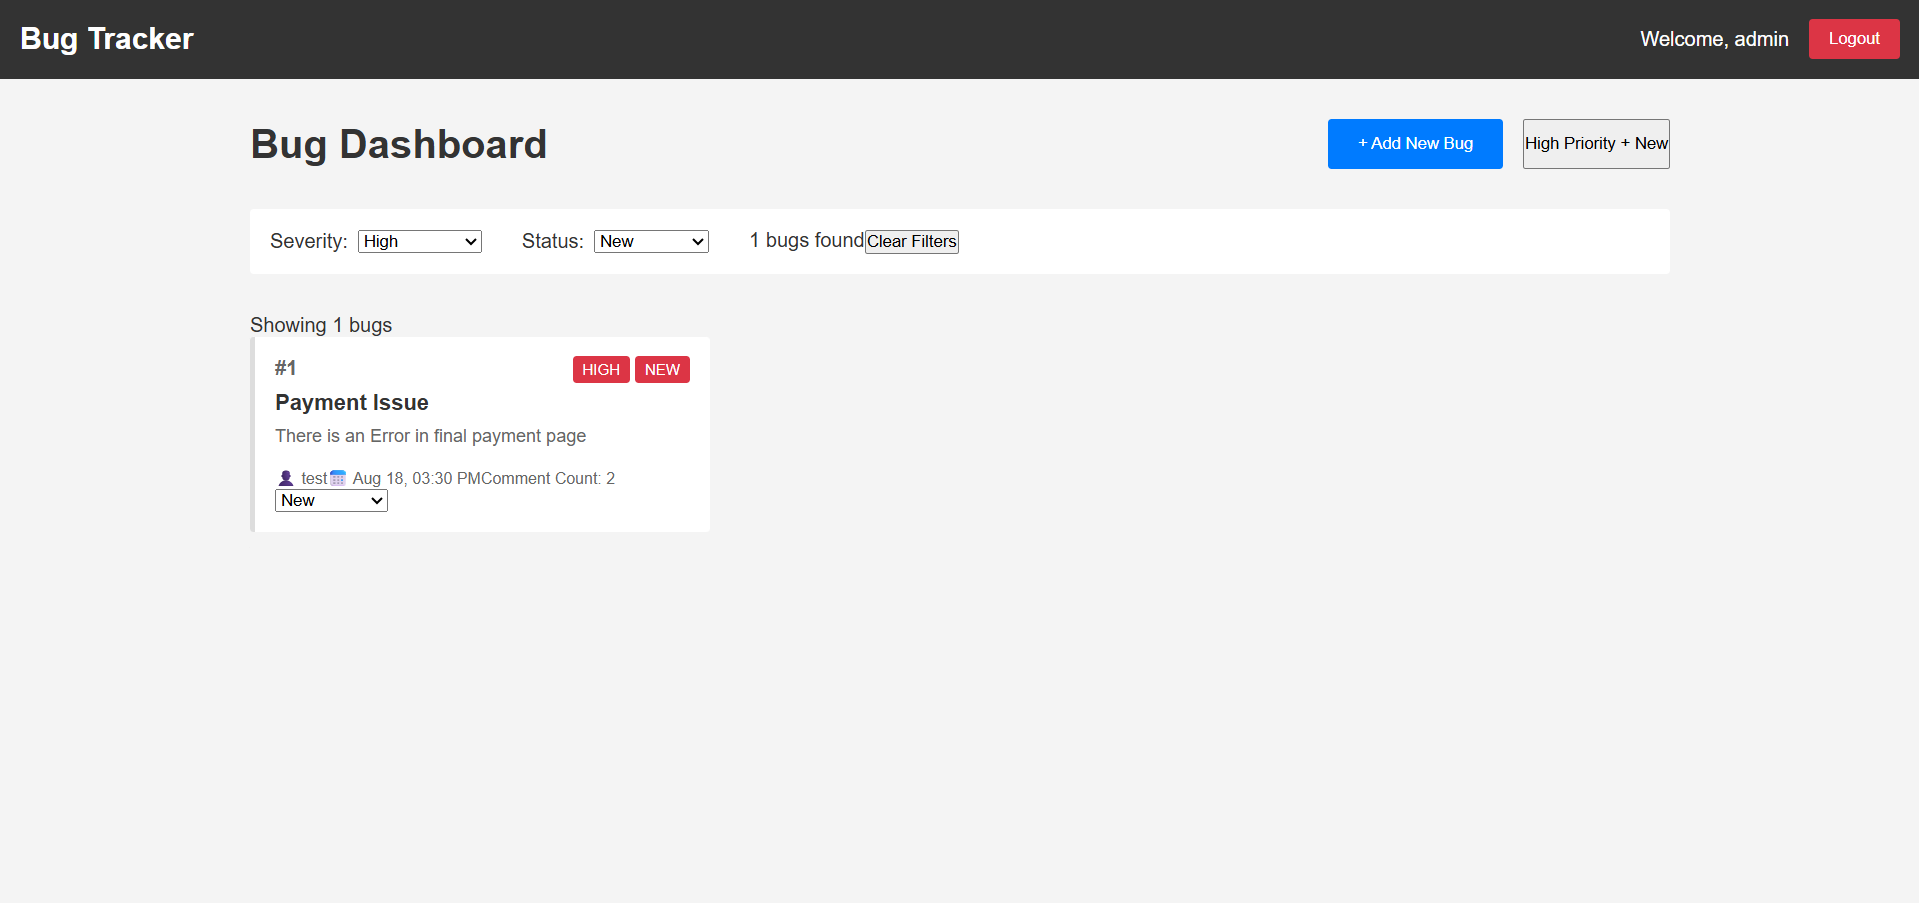 Bug Tracker
Welcome, admin
Logout
Bug Dashboard
+ Add New Bug
High Priority + New
Severity: High
Status: New
1 bugs found
Clear Filters
Showing 1 bugs
#1
HIGH
NEW
Payment Issue
There is an Error in final payment page
test
Aug 18, 03:30 PM
Comment Count: 2
New